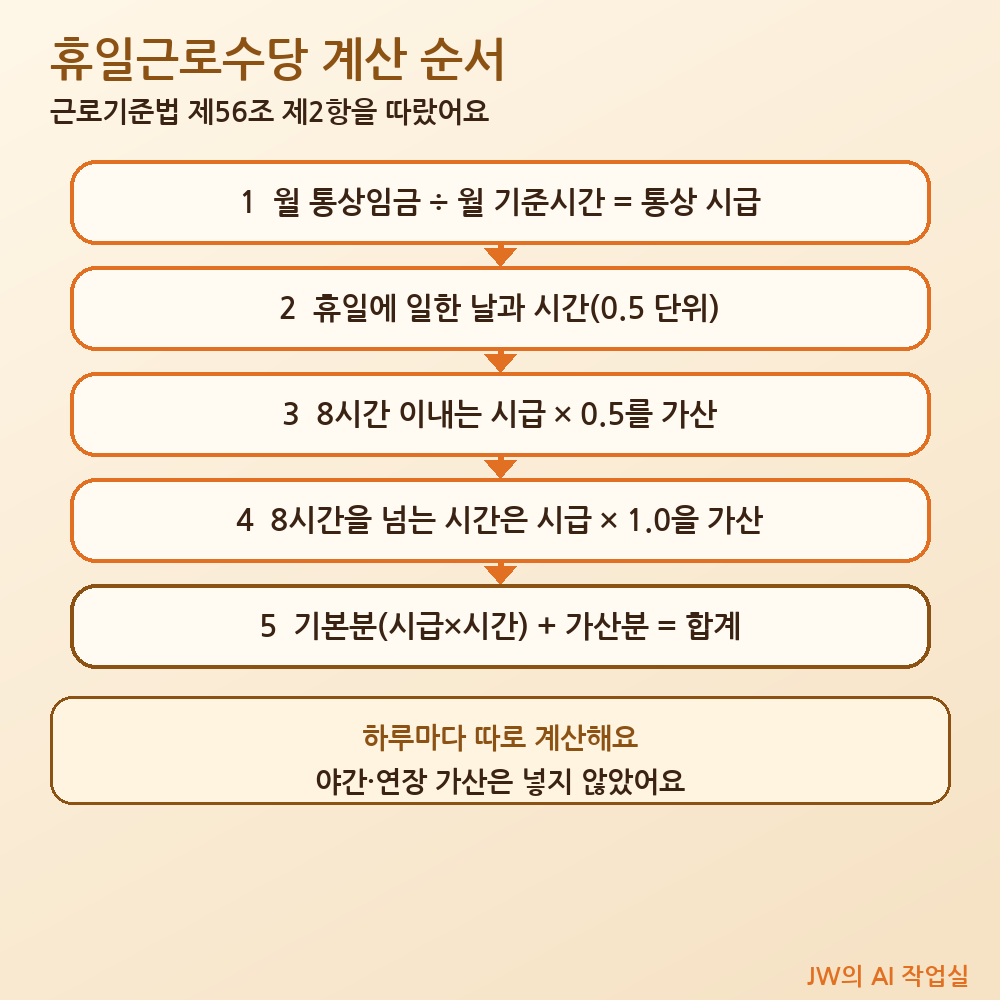 휴일근로수당 계산 순서
근로기준법 제56조 제2항을 따랐어요
1 월 통상임금 ÷ 월 기준시간 = 통상 시급
2 휴일에 일한 날과 시간(0.5 단위)
3 8시간 이내는 시급 × 0.5를 가산
4 8시간을 넘는 시간은 시급 × 1.0을 가산
5 기본분(시급×시간) + 가산분 = 합계
하루마다 따로 계산해요
야간·연장 가산은 넣지 않았어요
JW의 AI 작업실